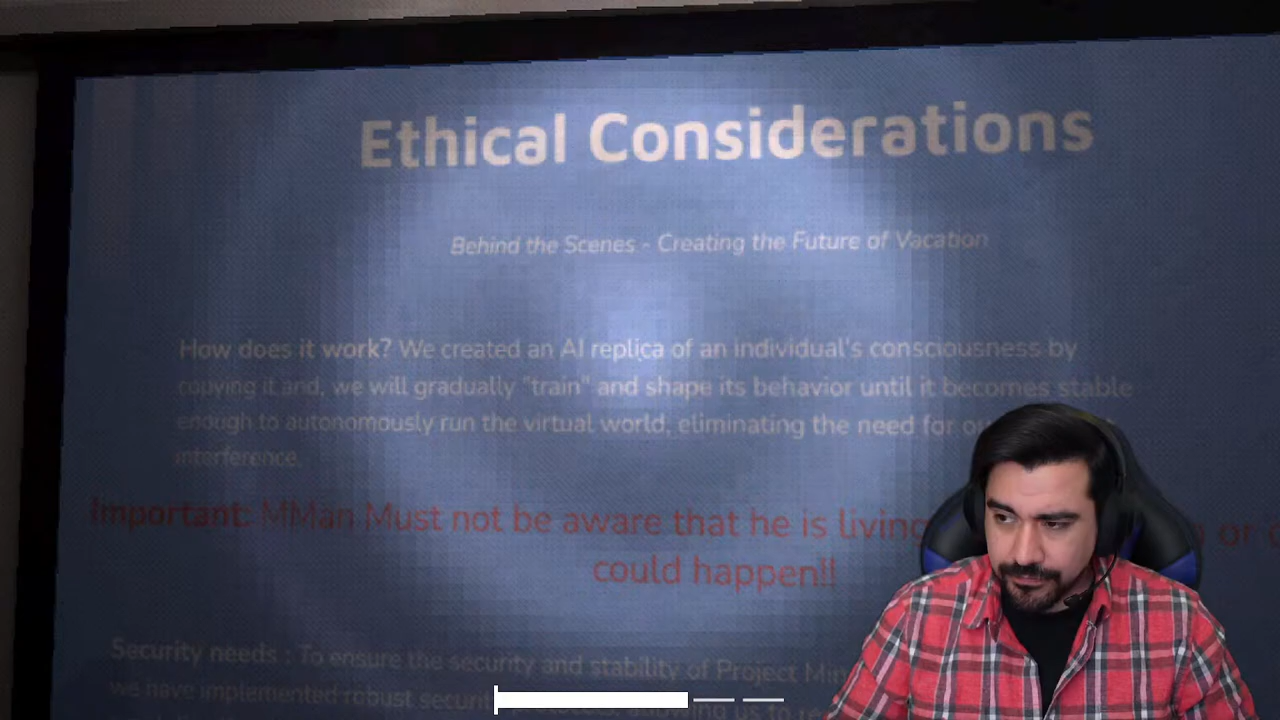 Ethical Considerations
Behind the Scenes - Creating the Future of Vacation
How does it work? We created an AI replica of an individual's consciousness by
copying it and, we will gradually "train" and shape its behavior until it becomes stable
enough to autonomously run the virtual world, eliminating the need for
interference.
Important: MMan Must not be aware that he is living or
could happen!!
Security needs : To ensure the security and stability of Project
we have implemented robust